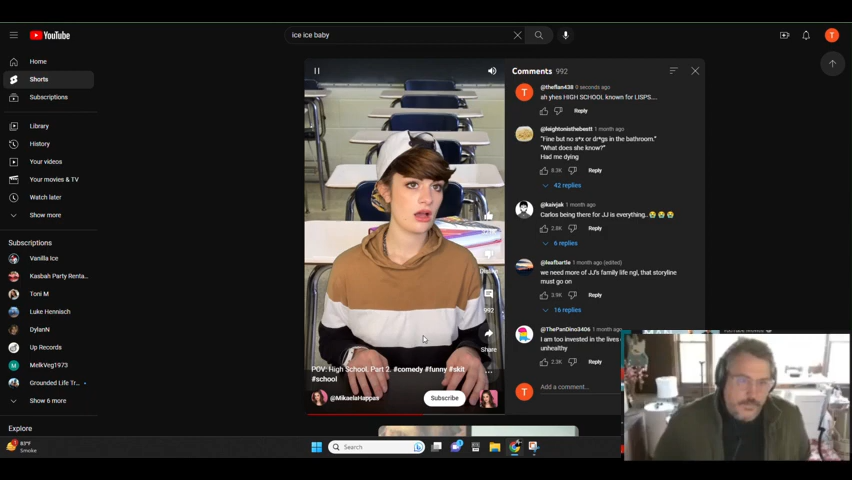 YouTube
ice ice baby
Home
Shorts
Subscriptions
Library
History
Your videos
Your movies & TV
Watch later
Show more
Subscriptions
Vanilla Ice
Kasbah Party Renta...
Toni M
Luke Hennisch
DylanN
Up Records
MelkVeg1973
Grounded Life Tr...
Show 6 more
Explore
Dislike
992
Share
POV: High School. Part 2. #comedy #funny #skit
#school
@MikaelaHappas
Subscribe
Comments 992
T
@theflan438 0 seconds ago
ah yhes HIGH SCHOOL known for LISPS....
Reply
@leightonisthebestt 1 month ago
"Fine but no s*x or dr*gs in the bathroom."
"What does she know?"
Had me dying
8.3K
Reply
42 replies
@kaivjak 1 month ago
Carlos being there for JJ is everything..
2.8K
Reply
6 replies
@leafbartle 1 month ago (edited)
we need more of JJ's family life ngl, that storyline
must go on
3.9K
Reply
16 replies
@ThePanDino3406 1 month ago
I am too invested in the lives
unhealthy
2.3K
Reply
T
Add a comment...
T
83°F
Smoke
Search